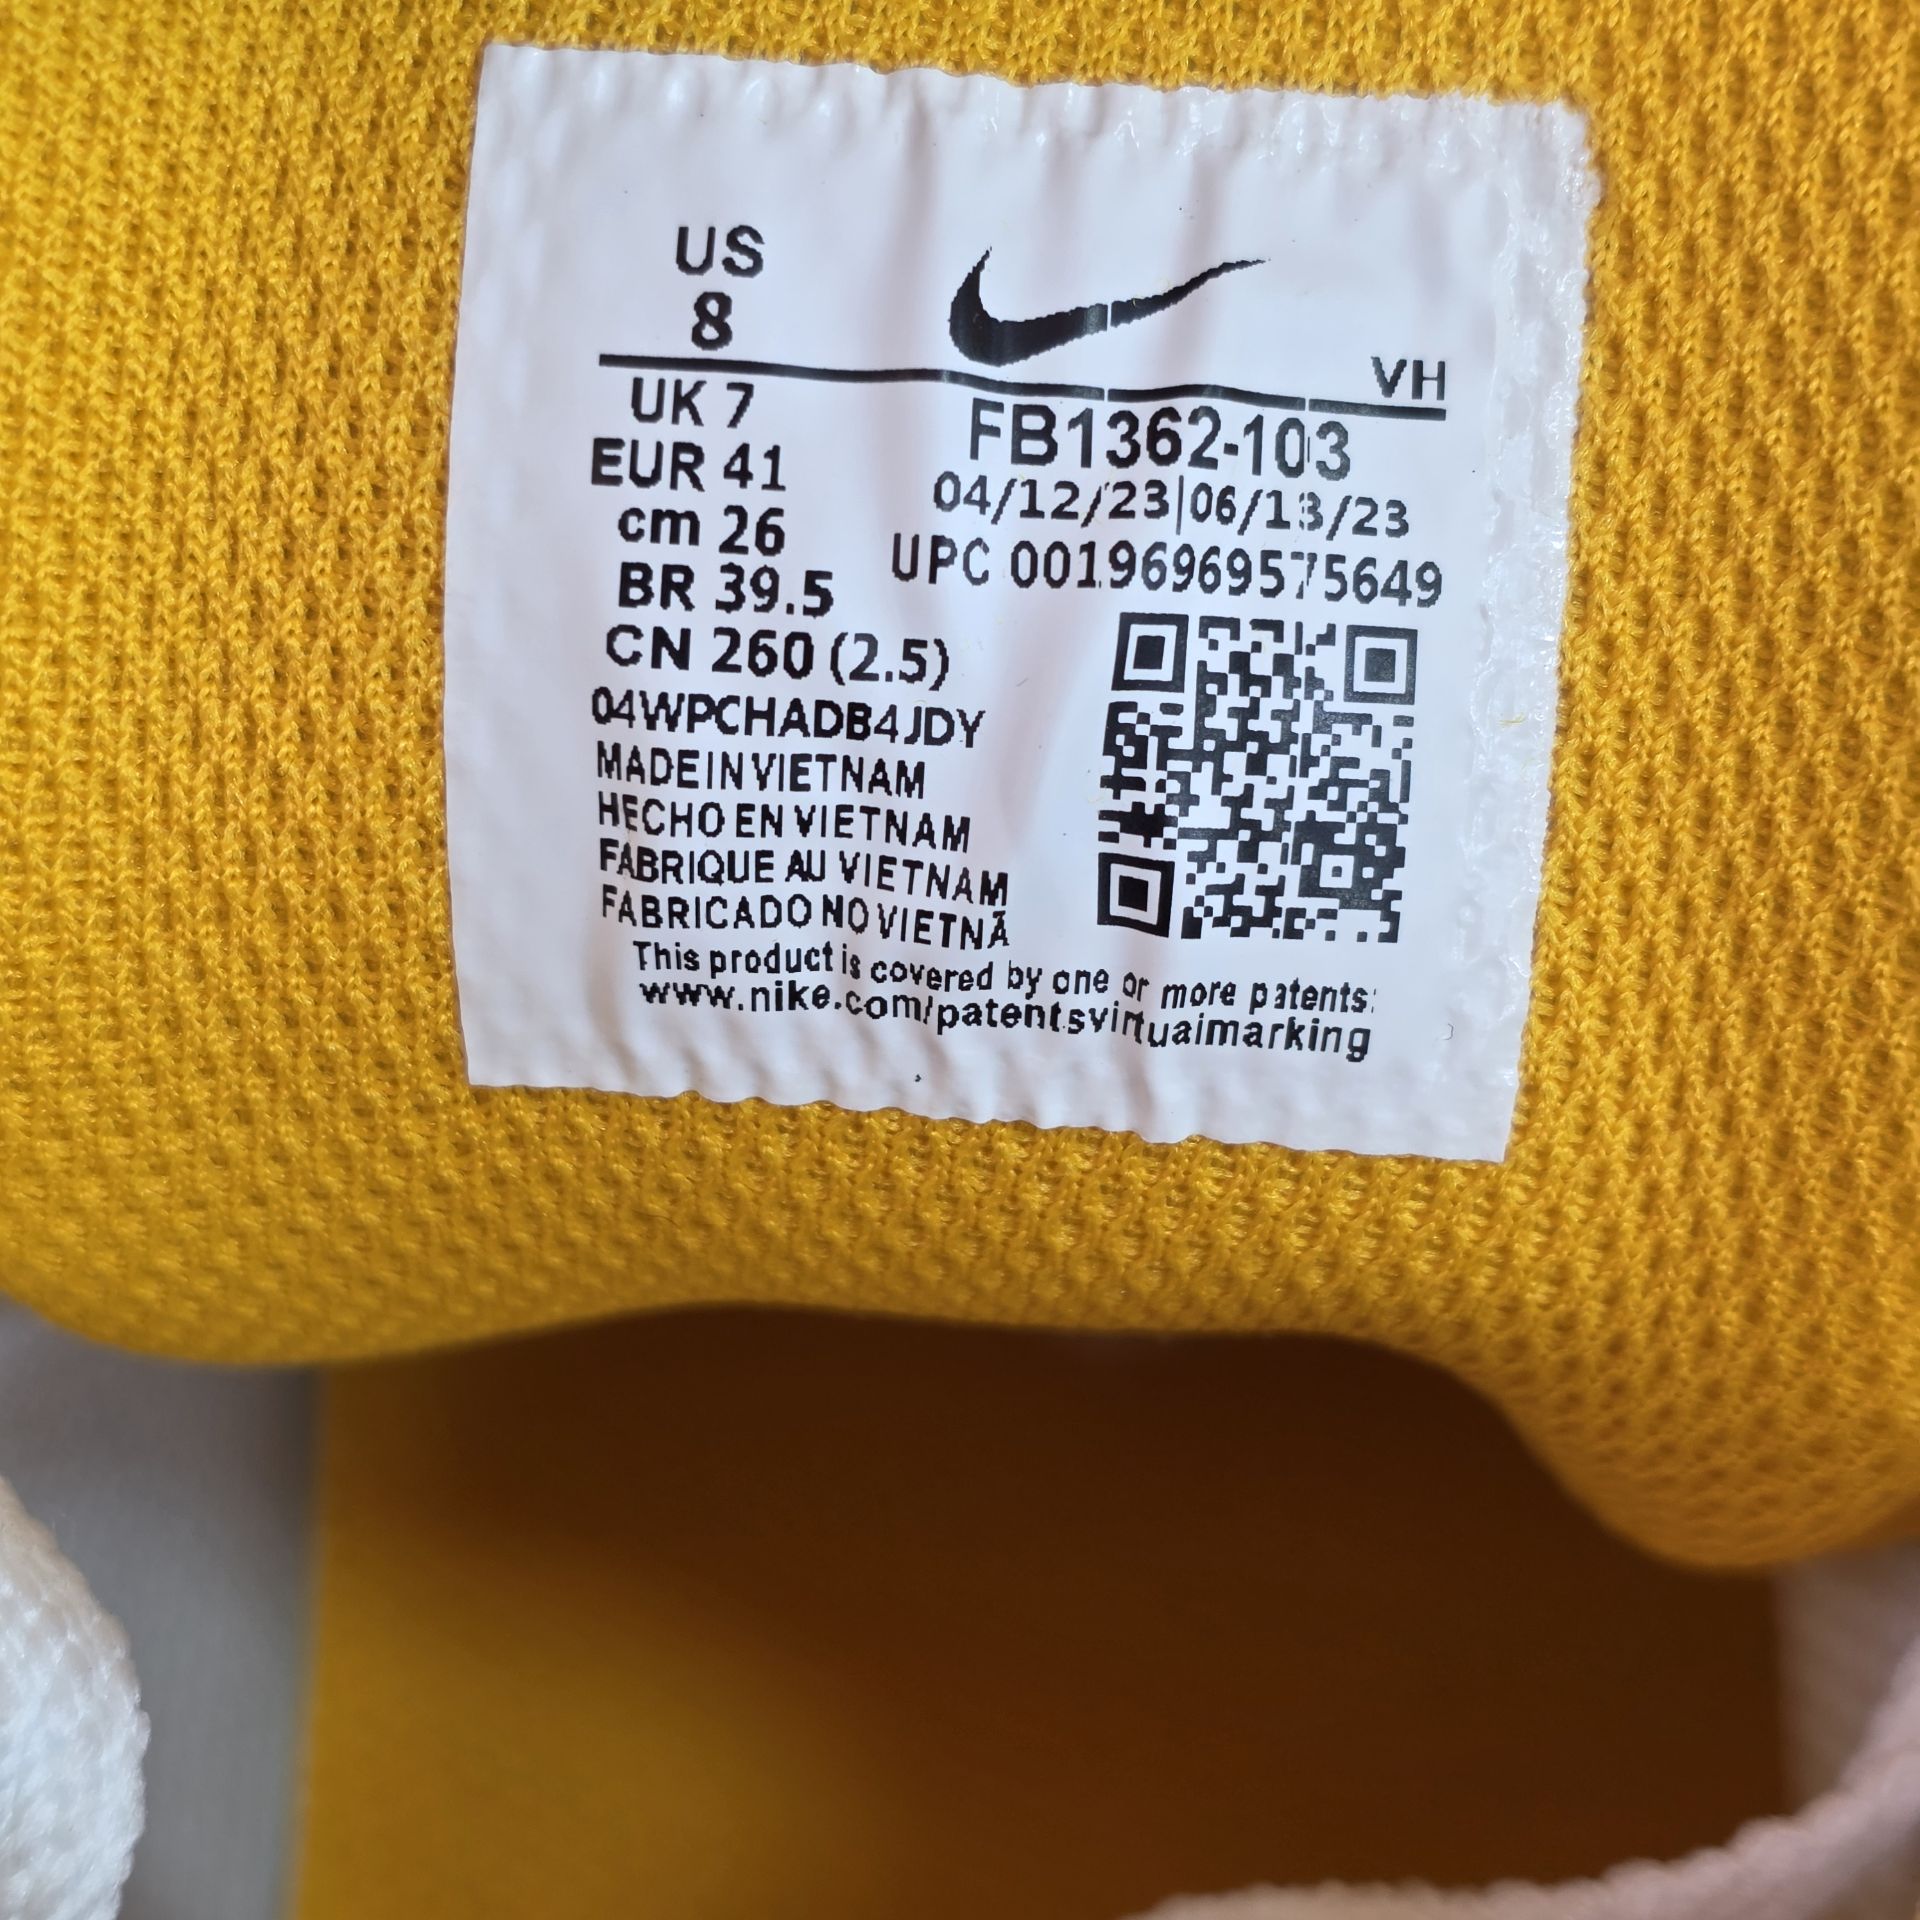 US
8
VH
UK 7
EUR 41
cm 26
BR 39.5
CN 260 (2.5)
FB1362-103
04/12/23|06/13/23
UPC 00196969575649
04WPCHADB4JDY
MADE IN VIETNAM
HECHO EN VIETNAM
FABRIQUE AU VIETNAM
FABRICADO NO VIETNÃ
This product is covered by one or more patents:
www.nike.com/patentsvirtualmarking